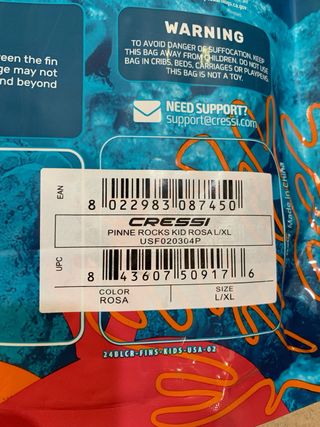 WARNING
TO AVOID DANGER OF SUFFOCATION, KEEP
THIS BAG AWAY FROM CHILDREN. DO NOT USE
BAG IN CRIBS, BEDS, CARRIAGES OR PLAYPENS.
THIS BAG IS NOT A TOY.
een the fin
ge may not
nd beyond
NEED SUPPORT?
support@cressi.com
Made in China
EAN
8 022983 087450
CRESSI
PINNE ROCKS KID ROSA L/XL
USF020304P
UPC
8 43607 50917 6
COLOR
ROSA
SIZE
L/XL
24BLCR-FINS-KIDS-USA-02